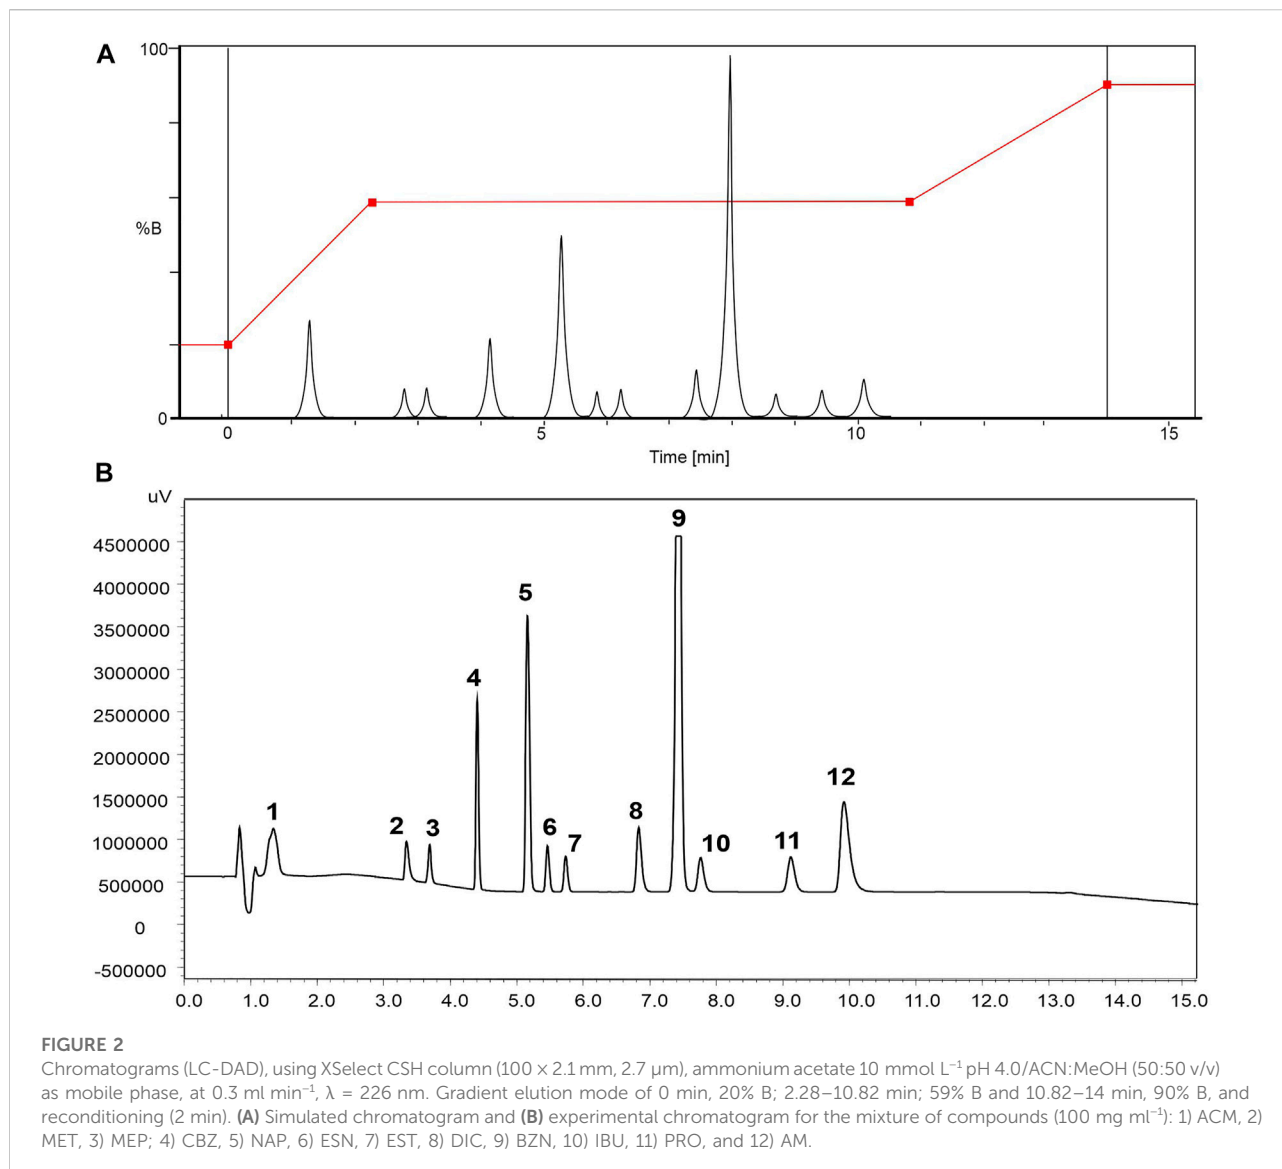 A
100
%B
0
0
5
10
15
Time [min]
B
uV
4500000
4000000
3500000
3000000
2500000
2000000
1500000
1000000
500000
0
-500000
1
2
3
4
5
6
7
8
9
10
11
12
0.0 1.0 2.0 3.0 4.0 5.0 6.0 7.0 8.0 9.0 10.0 11.0 12.0 13.0 14.0 15.0
FIGURE 2
Chromatograms (LC-DAD), using XSelect CSH column (100 × 2.1 mm, 2.7 µm), ammonium acetate 10 mmol L⁻¹ pH 4.0/ACN:MeOH (50:50 v/v)
as mobile phase, at 0.3 ml min⁻¹, λ = 226 nm. Gradient elution mode of 0 min, 20% B; 2.28–10.82 min; 59% B and 10.82–14 min, 90% B, and
reconditioning (2 min). (A) Simulated chromatogram and (B) experimental chromatogram for the mixture of compounds (100 mg ml⁻¹): 1) ACM, 2)
MET, 3) MEP; 4) CBZ, 5) NAP, 6) ESN, 7) EST, 8) DIC, 9) BZN, 10) IBU, 11) PRO, and 12) AM.